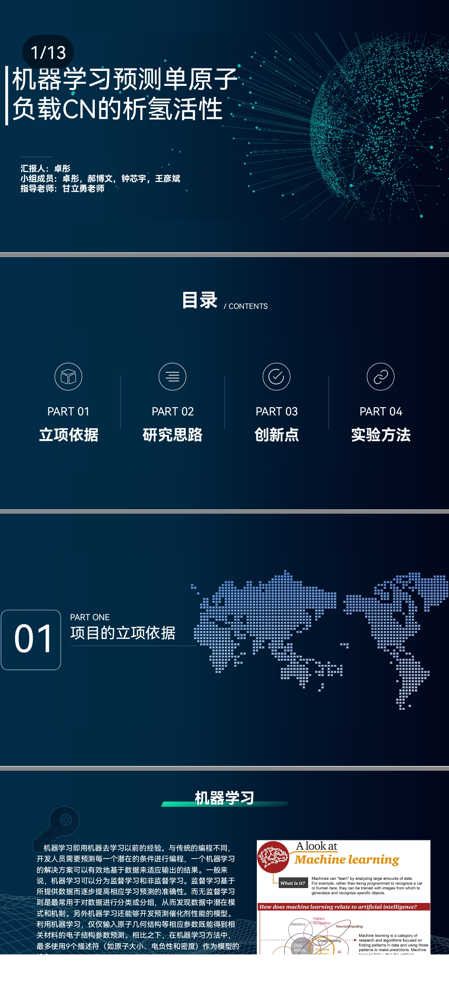 1/13
机器学习预测单原子
负载CN的析氢活性
汇报人：卓彤
小组成员：卓彤，郝博文，钟芯宇，王彦斌
指导老师：甘立勇老师
目录 / CONTENTS
PART 01
立项依据
PART 02
研究思路
PART 03
创新点
PART 04
实验方法
01
PART ONE
项目的立项依据
机器学习
机器学习即用机器去学习以前的经验。与传统的编程不同，
开发人员需要预测每一个潜在的条件进行编程，一个机器学习
的解决方案可以有效地基于数据来适应输出的结果。一般来
说，机器学习可以分为监督学习和非监督学习。监督学习基于
所提供数据而逐步提高相应学习预测的准确性。而无监督学习
则是最常用于对数据进行分类或分组，从而发现数据中潜在模
式和机制。另外机器学习还能够开发预测催化剂性能的模型。
利用机器学习，仅仅输入原子几何结构等相应参数既能得到相
关材料的电子结构参数预测。相比之下，在机器学习方法中，
最多使用9个描述符（如原子大小、电负性和密度）作为模型的
A look at
Machine learning
What is it?
Machines can "learn" by analyzing large amounts of data.
For example, rather than being programmed to recognize a cat
or human face, they can be trained with images from which to
generalize and recognize specific objects.
How does machine learning relate to artificial intelligence?
Statistics
Pattern
recognition
Neurocomputing
Data
mining
Deep learning
Machine
learning
AI
Machine learning is a category of
research and algorithms focused on
finding patterns in data and using those
patterns to make predictions. Machine
learning falls within the artificial